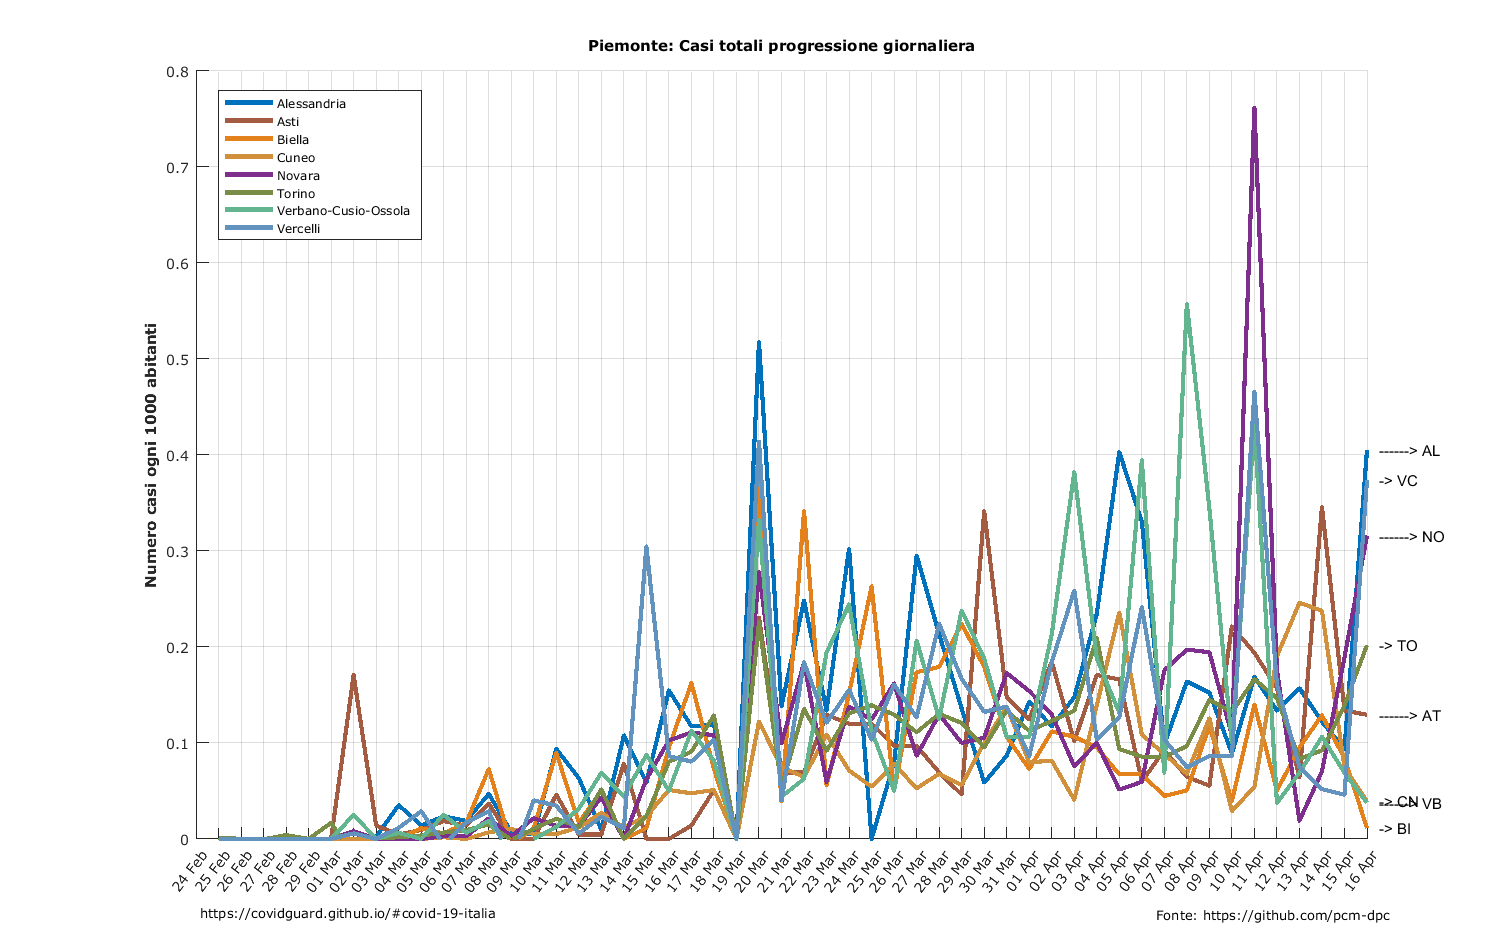 Piemonte: Casi totali progressione giornaliera
Numero casi ogni 1000 abitanti
0.8
0.7
0.6
0.5
0.4
0.3
0.2
0.1
0
Alessandria
Asti
Biella
Cuneo
Novara
Torino
Verbano-Cusio-Ossola
Vercelli
------> AL
-> VC
------> NO
-> TO
------> AT
-> CN
------> VB
-> BI
24 Feb
25 Feb
26 Feb
27 Feb
28 Feb
29 Feb
01 Mar
02 Mar
03 Mar
04 Mar
05 Mar
06 Mar
07 Mar
08 Mar
09 Mar
10 Mar
11 Mar
12 Mar
13 Mar
14 Mar
15 Mar
16 Mar
17 Mar
18 Mar
19 Mar
20 Mar
21 Mar
22 Mar
23 Mar
24 Mar
25 Mar
26 Mar
27 Mar
28 Mar
29 Mar
30 Mar
31 Mar
01 Apr
02 Apr
03 Apr
04 Apr
05 Apr
06 Apr
07 Apr
08 Apr
09 Apr
10 Apr
11 Apr
12 Apr
13 Apr
14 Apr
15 Apr
16 Apr
https://covidguard.github.io/#covid-19-italia
Fonte: https://github.com/pcm-dpc